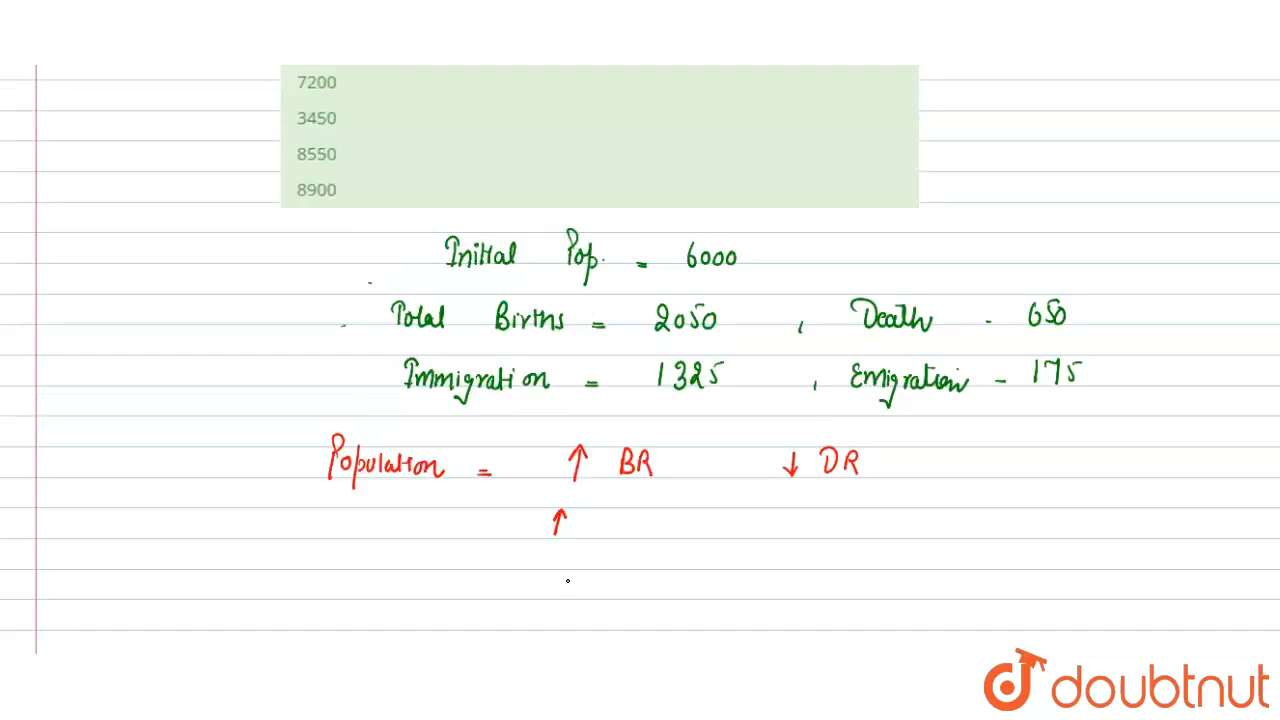 7200
3450
8550
8900
Initial Pop. = 6000
Total Births = 2050 , Death - 650
Immigration = 1325 , Emigration - 175
Population = ↑ BR ↓ DR
↑
doubtnut